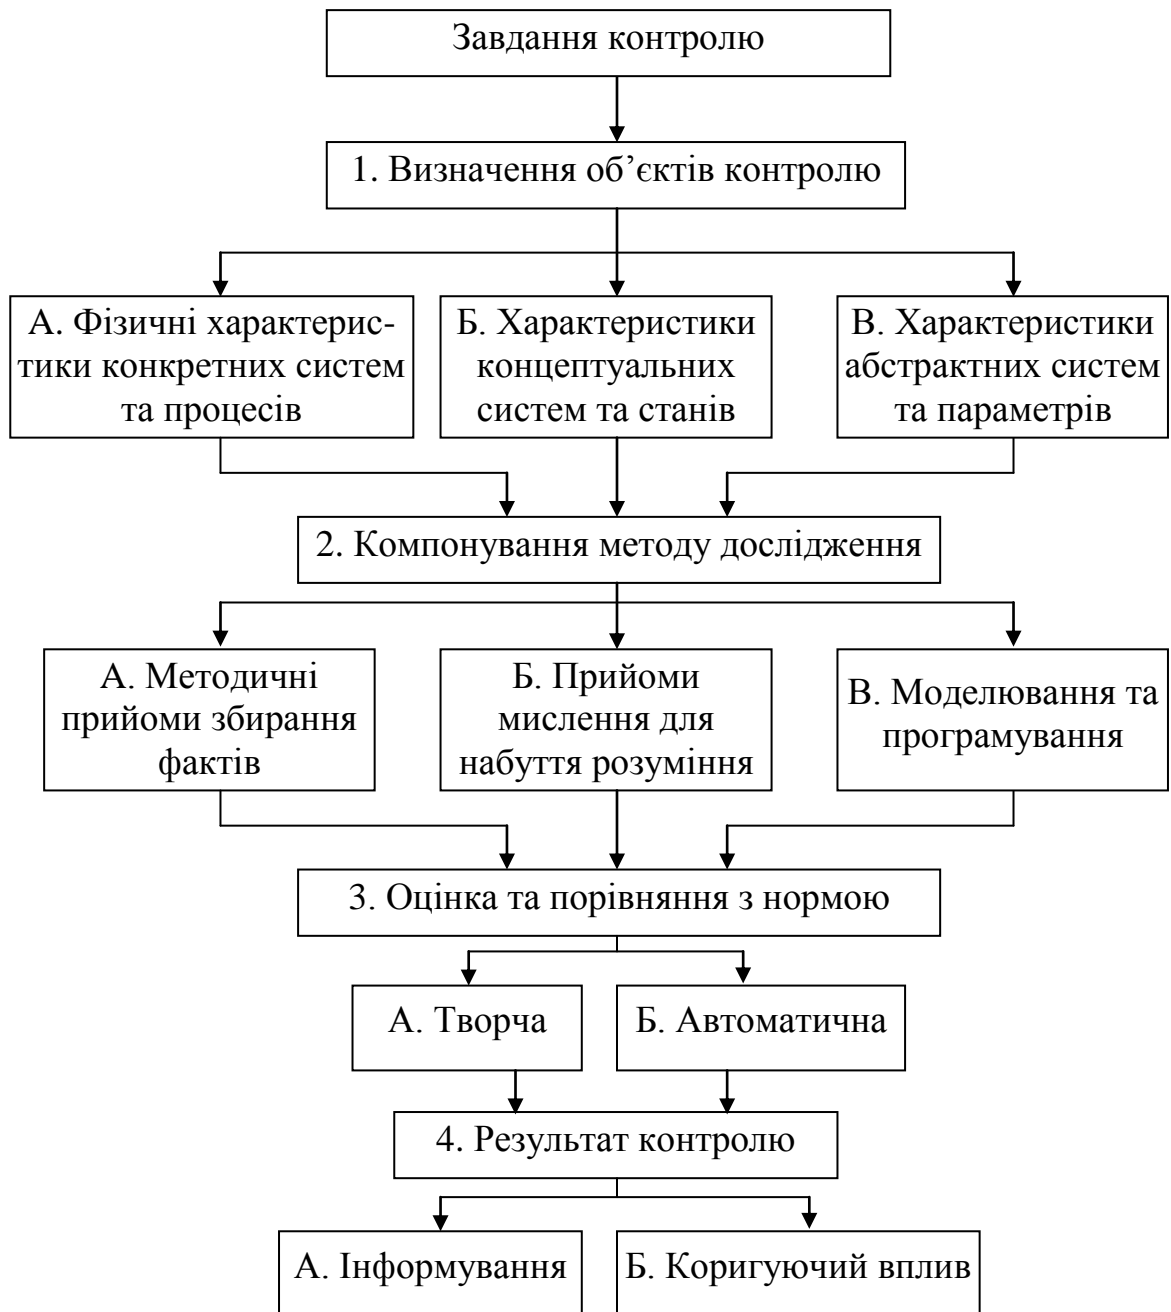 Завдання контролю
1. Визначення об’єктів контролю
А. Фізичні характерис-
тики конкретних систем
та процесів
Б. Характеристики
концептуальних
систем та станів
В. Характеристики
абстрактних систем
та параметрів
2. Компонування методу дослідження
А. Методичні
прийоми збирання
фактів
Б. Прийоми
мислення для
набуття розуміння
В. Моделювання та
програмування
3. Оцінка та порівняння з нормою
А. Творча
Б. Автоматична
4. Результат контролю
А. Інформування
Б. Коригуючий вплив